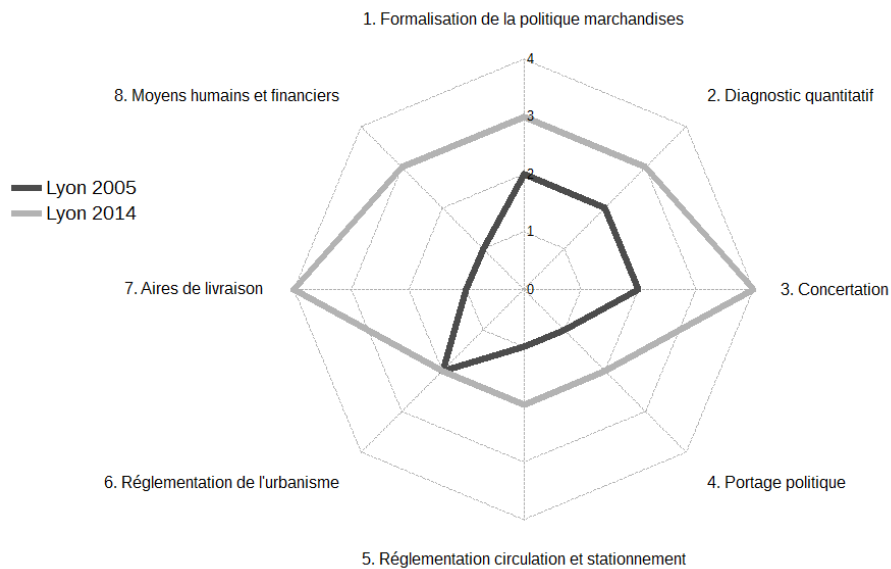 1. Formalisation de la politique marchandises
4
8. Moyens humains et financiers
2. Diagnostic quantitatif
3
Lyon 2005
Lyon 2014
2
1
7. Aires de livraison
0
3. Concertation
6. Réglementation de l'urbanisme
4. Portage politique
5. Réglementation circulation et stationnement